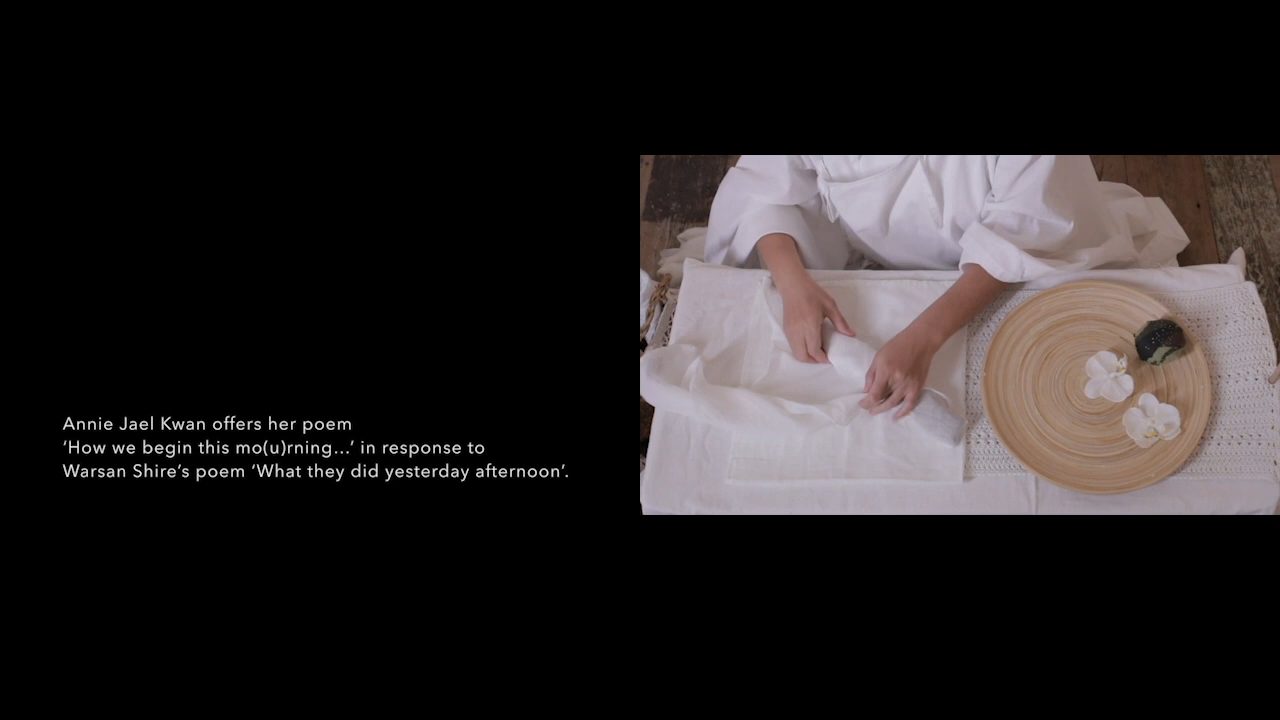 Annie Jael Kwan offers her poem
‘How we begin this mo(u)rning...’ in response to
Warsan Shire’s poem ‘What they did yesterday afternoon’.